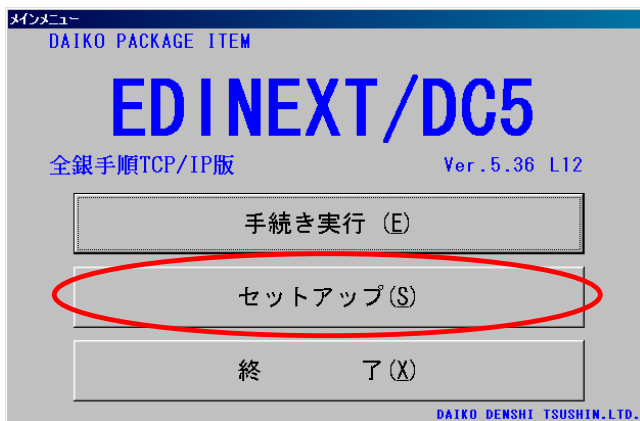 メインメニュー
DAIKO PACKAGE ITEM
EDINEXT/DC5
全銀手順TCP/IP版 Ver.5.36 L12
手続き実行 (E)
セットアップ(S)
終 了(X)
DAIKO DENSHI TSUSHIN.LTD.